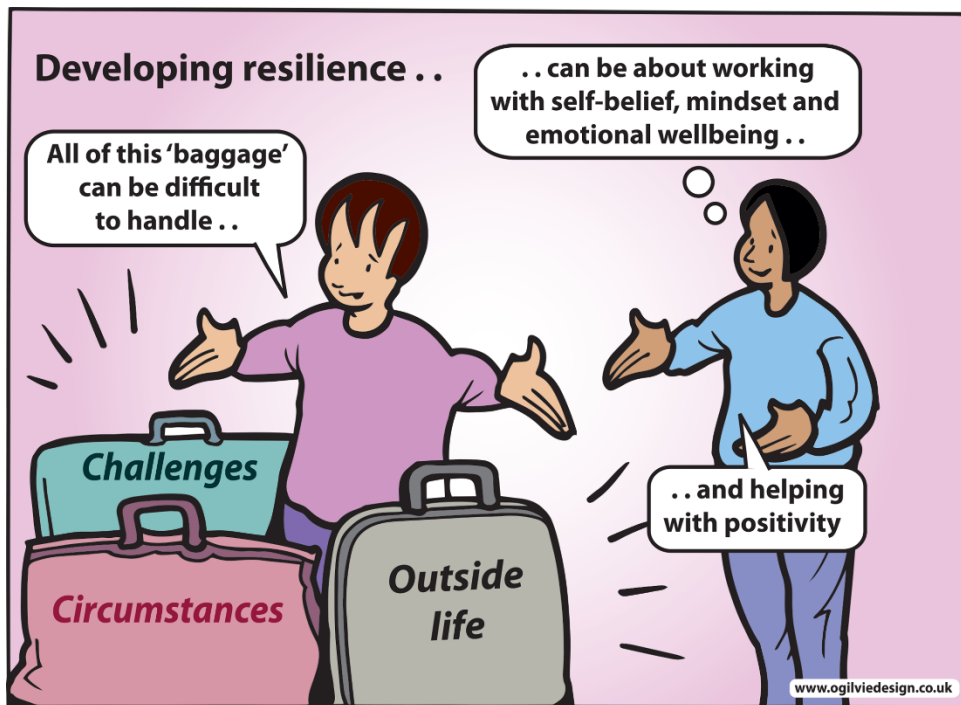 Developing resilience . .
All of this ‘baggage’
can be difficult
to handle . .
. . can be about working
with self-belief, mindset and
emotional wellbeing . .
. . and helping
with positivity
Challenges
Circumstances
Outside
life
www.ogilviedesign.co.uk